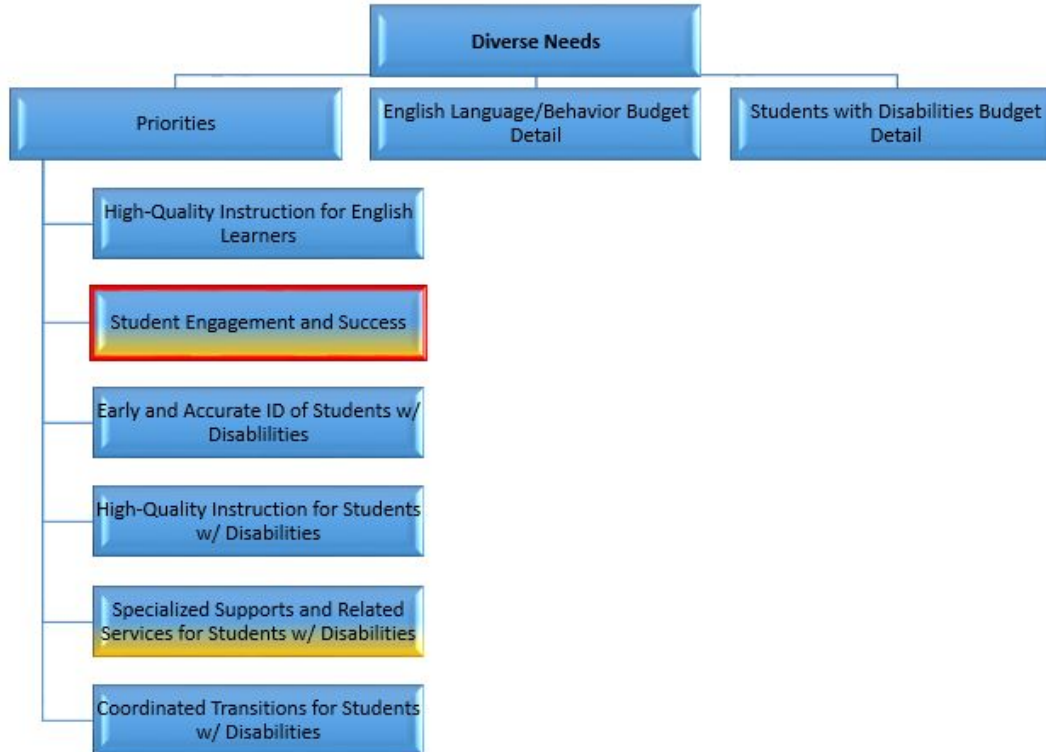 Diverse Needs
Priorities
English Language/Behavior Budget
Detail
Students with Disabilities Budget
Detail
High-Quality Instruction for English
Learners
Student Engagement and Success
Early and Accurate ID of Students w/
Disablilities
High-Quality Instruction for Students
w/ Disabilities
Specialized Supports and Related
Services for Students w/ Disabilities
Coordinated Transitions for Students
w/ Disabilities